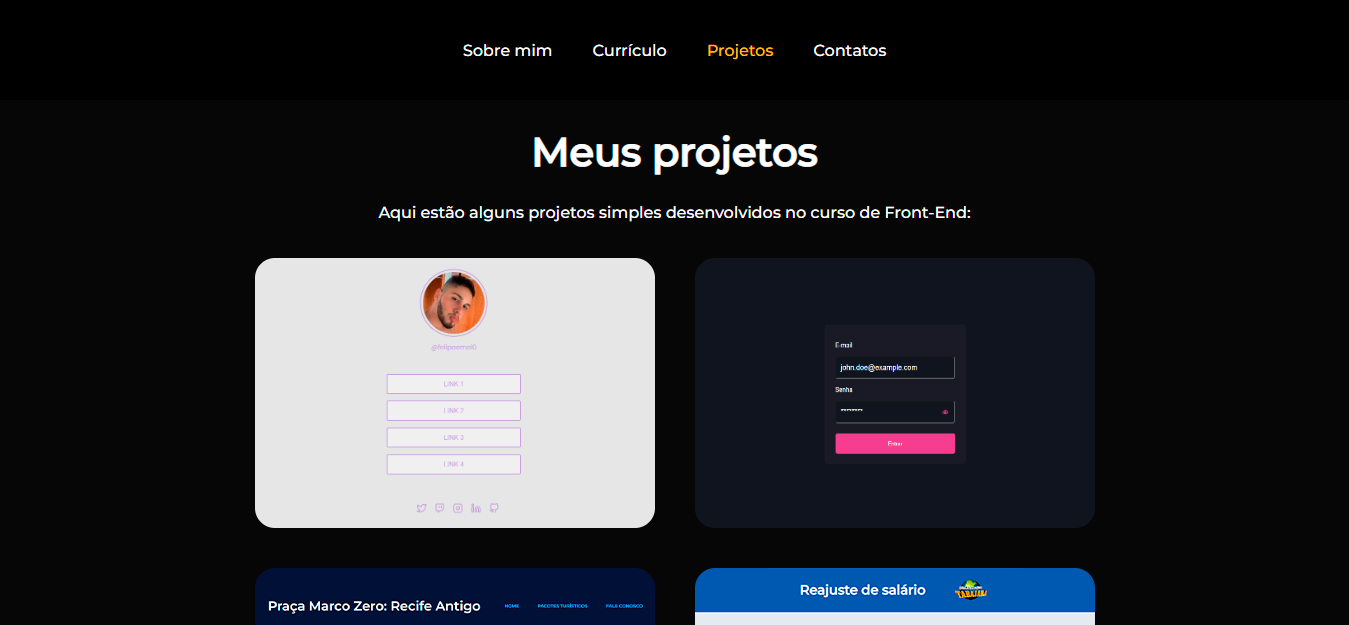 Sobre mim Currículo Projetos Contatos
Meus projetos
Aqui estão alguns projetos simples desenvolvidos no curso de Front-End:
LINK 1
LINK 2
LINK 3
LINK 4
E-mail
john.doe@example.com
Senha
********
Entrar
Praça Marco Zero: Recife Antigo HOME PACOTES TURÍSTICOS FALE CONOSCO
Reajuste de salário
TABAJARA